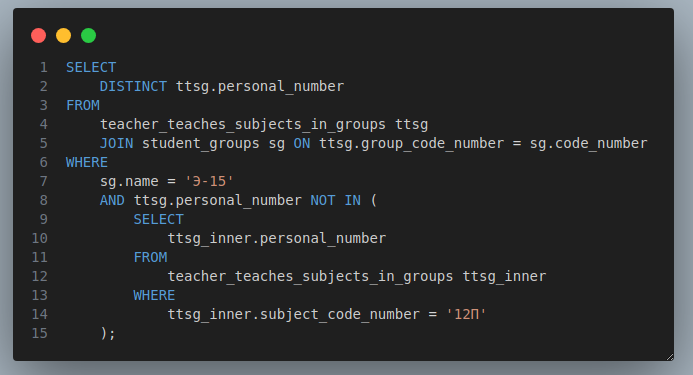 1 SELECT
2 DISTINCT ttsg.personal_number
3 FROM
4 teacher_teaches_subjects_in_groups ttsg
5 JOIN student_groups sg ON ttsg.group_code_number = sg.code_number
6 WHERE
7 sg.name = 'Э-15'
8 AND ttsg.personal_number NOT IN (
9 SELECT
10 ttsg_inner.personal_number
11 FROM
12 teacher_teaches_subjects_in_groups ttsg_inner
13 WHERE
14 ttsg_inner.subject_code_number = '12П'
15 );